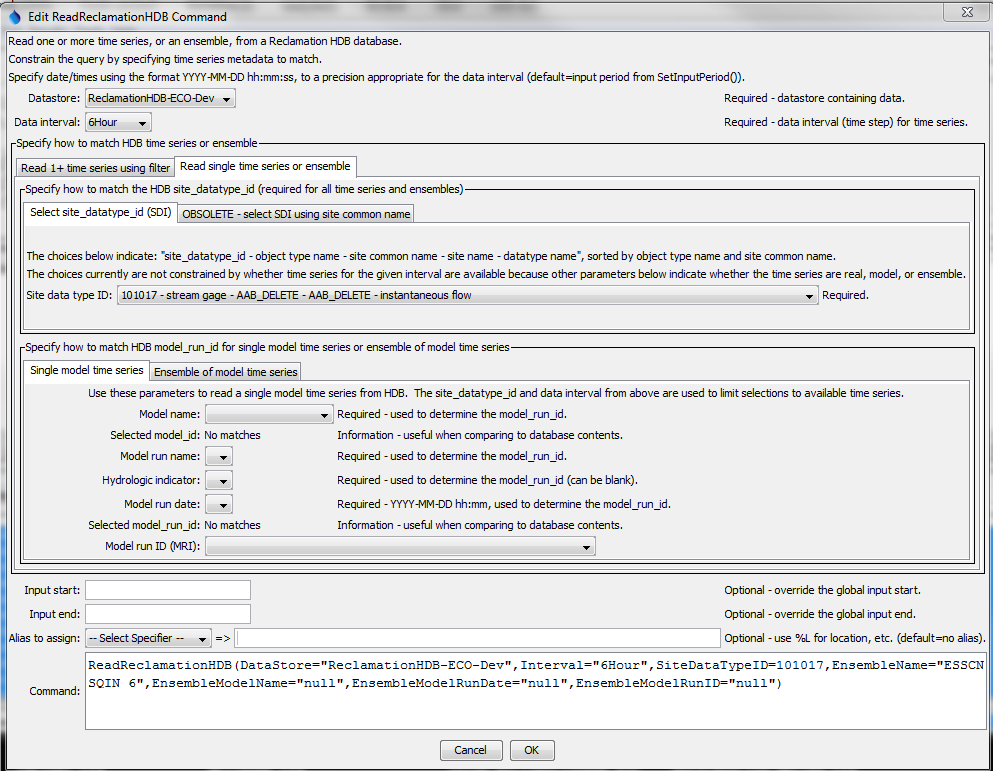 Edit ReadReclamationHDB Command
Read one or more time series, or an ensemble, from a Reclamation HDB database.
Constrain the query by specifying time series metadata to match.
Specify date/times using the format YYYY-MM-DD hh:mm:ss, to a precision appropriate for the data interval (default=input period from SetInputPeriod()).
Datastore: ReclamationHDB-ECO-Dev Required - datastore containing data.
Data interval: 6Hour Required - data interval (time step) for time series.
Specify how to match HDB time series or ensemble
Read 1+ time series using filter Read single time series or ensemble
Specify how to match the HDB site_datatype_id (required for all time series and ensembles)
Select site_datatype_id (SDI) OBSOLETE - select SDI using site common name
The choices below indicate: "site_datatype_id - object type name - site common name - site name - datatype name", sorted by object type name and site common name.
The choices currently are not constrained by whether time series for the given interval are available because other parameters below indicate whether the time series are real, model, or ensemble.
Site data type ID: 101017 - stream gage - AAB_DELETE - AAB_DELETE - instantaneous flow Required.
Specify how to match HDB model_run_id for single model time series or ensemble of model time series
Single model time series Ensemble of model time series
Use these parameters to read a single model time series from HDB. The site_datatype_id and data interval from above are used to limit selections to available time series.
Model name: Required - used to determine the model_run_id.
Selected model_id: No matches Information - useful when comparing to database contents.
Model run name: Required - used to determine the model_run_id.
Hydrologic indicator: Required - used to determine the model_run_id (can be blank).
Model run date: Required - YYYY-MM-DD hh:mm, used to determine the model_run_id.
Selected model_run_id: No matches Information - useful when comparing to database contents.
Model run ID (MRI):
Input start: Optional - override the global input start.
Input end: Optional - override the global input end.
Alias to assign: -- Select Specifier -- => Optional - use %L for location, etc. (default=no alias).
Command: ReadReclamationHDB(DataStore="ReclamationHDB-ECO-Dev",Interval="6Hour",SiteDataTypeID=101017,EnsembleName="ESSCN
SQIN 6",EnsembleModelName="null",EnsembleModelRunDate="null",EnsembleModelRunID="null")
Cancel OK